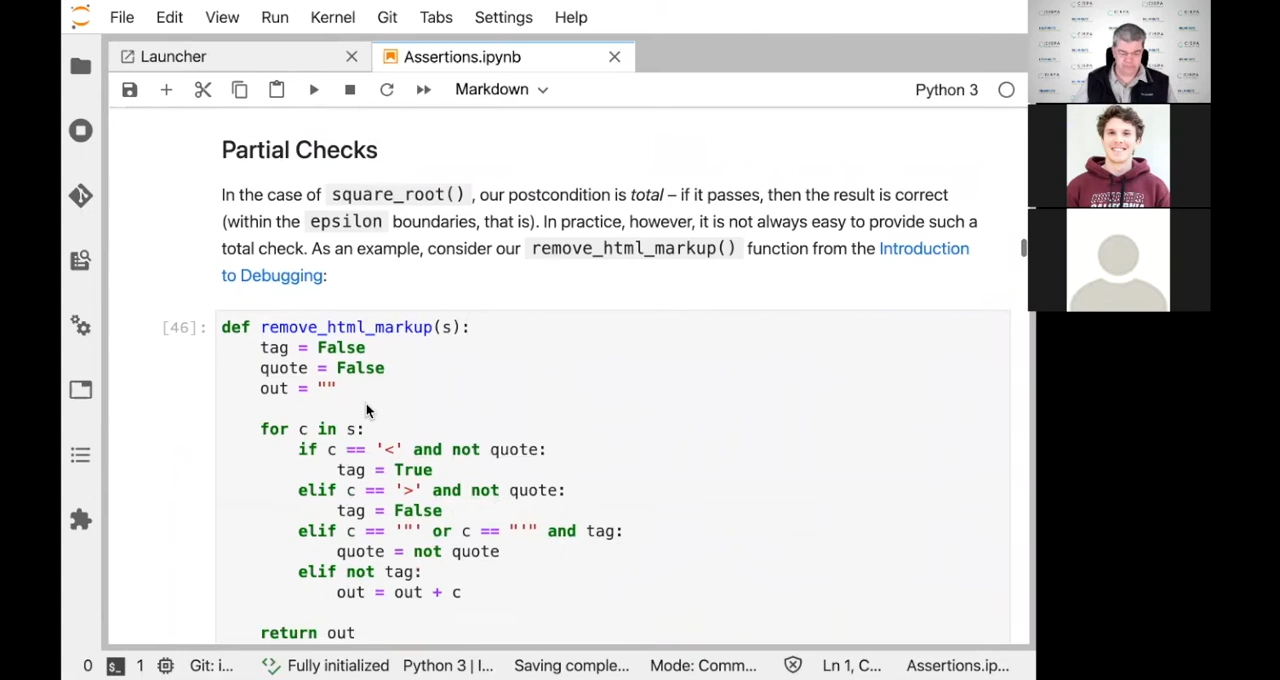 File Edit View Run Kernel Git Tabs Settings Help
Launcher
Assertions.ipynb
Markdown
Python 3
Partial Checks
In the case of square_root() , our postcondition is total – if it passes, then the result is correct
(within the epsilon boundaries, that is). In practice, however, it is not always easy to provide such a
total check. As an example, consider our remove_html_markup() function from the Introduction
to Debugging:
[46]:
def remove_html_markup(s):
    tag = False
    quote = False
    out = ""
    for c in s:
        if c == '<' and not quote:
            tag = True
        elif c == '>' and not quote:
            tag = False
        elif c == '"' or c == "'" and tag:
            quote = not quote
        elif not tag:
            out = out + c
    return out
0 $_ 1 Git: i... Fully initialized Python 3 | I... Saving comple... Mode: Comm... Ln 1, C... Assertions.ip...